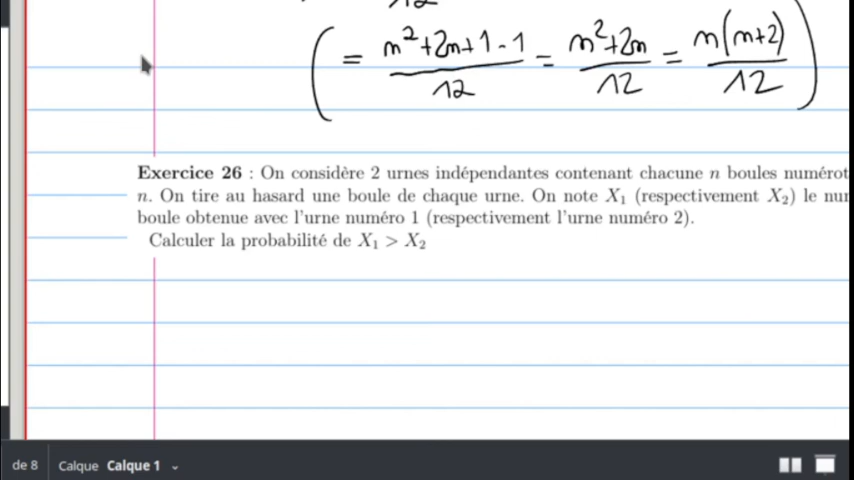 12
( = m²+2m+1-1 / 12 = m²+2m / 12 = m(m+2) / 12 )
Exercice 26 : On considère 2 urnes indépendantes contenant chacune n boules numérot
n. On tire au hasard une boule de chaque urne. On note X₁ (respectivement X₂) le nu
boule obtenue avec l'urne numéro 1 (respectivement l'urne numéro 2).
Calculer la probabilité de X₁ > X₂
de 8 Calque Calque 1